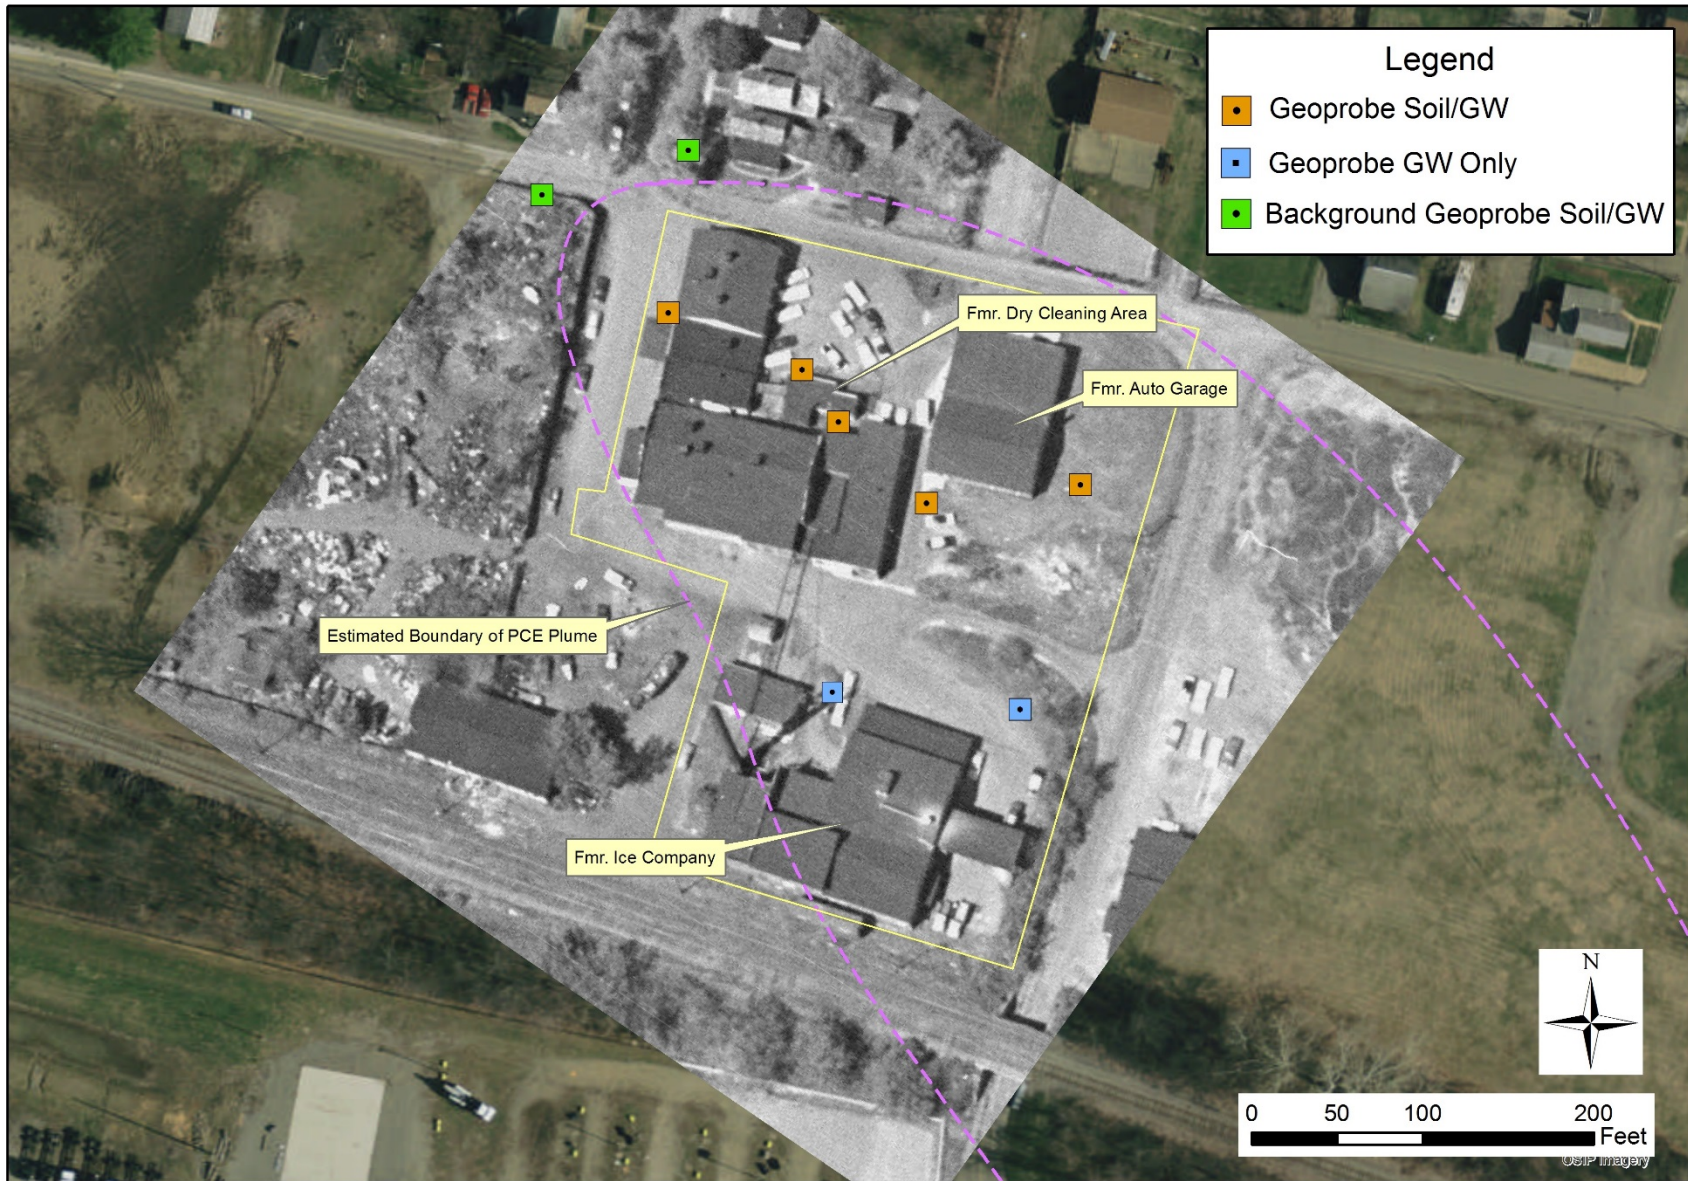 Legend
Geoprobe Soil/GW
Geoprobe GW Only
Background Geoprobe Soil/GW
Fmr. Dry Cleaning Area
Fmr. Auto Garage
Estimated Boundary of PCE Plume
Fmr. Ice Company
N
0 50 100 200
Feet
OSIP Imagery